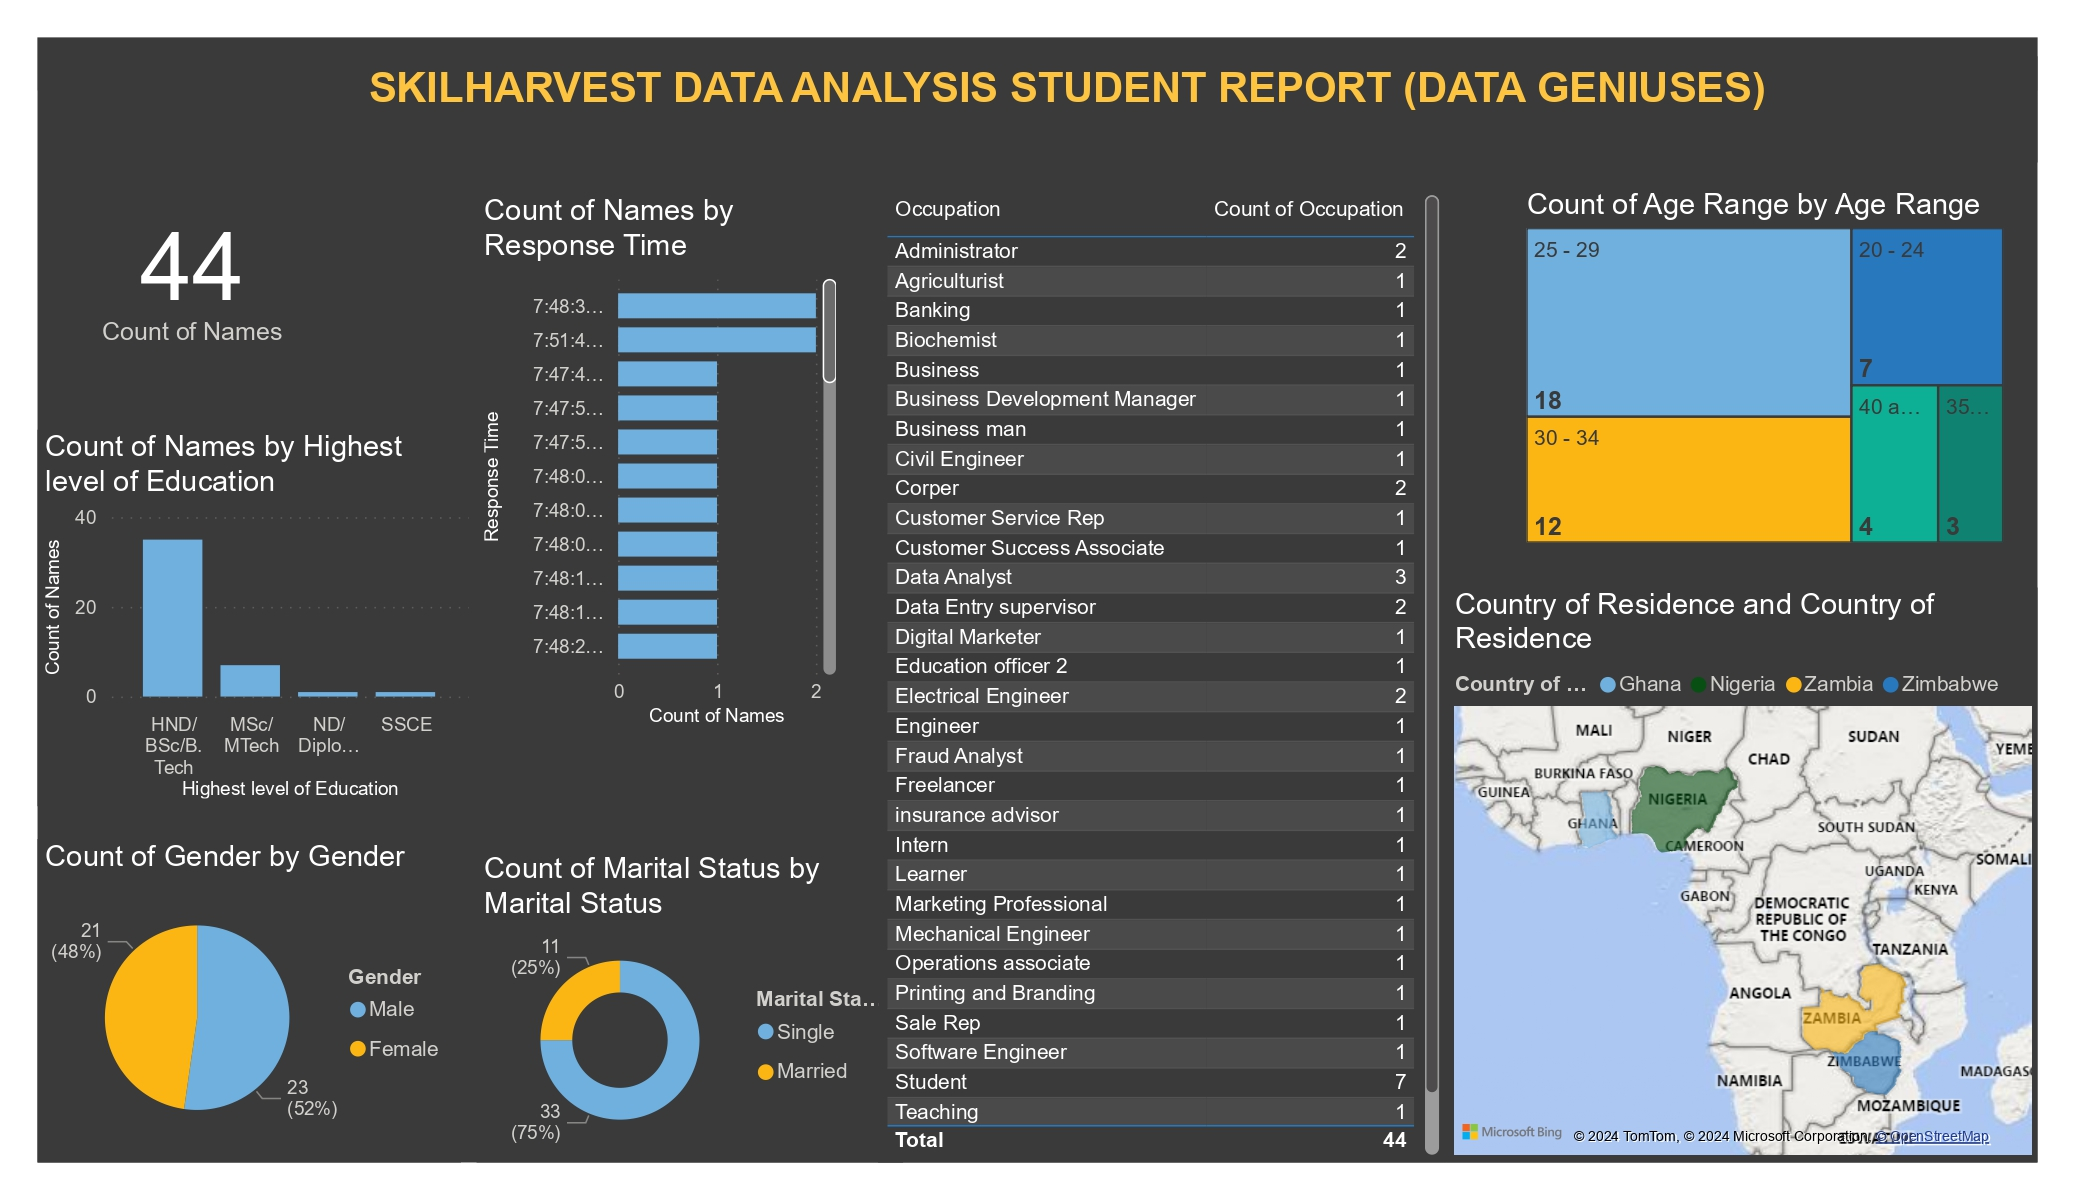 SKILHARVEST DATA ANALYSIS STUDENT REPORT (DATA GENIUSES)
44
Count of Names
Count of Names by Highest
level of Education
40
20
0
Count of Names
HND/
BSc/B.
Tech
MSc/
MTech
ND/
Diplo…
SSCE
Highest level of Education
Count of Gender by Gender
21
(48%)
23
(52%)
Gender
Male
Female
Count of Names by
Response Time
Response Time
7:48:3…
7:51:4…
7:47:4…
7:47:5…
7:47:5…
7:48:0…
7:48:0…
7:48:0…
7:48:1…
7:48:1…
7:48:2…
0 1 2
Count of Names
Count of Marital Status by
Marital Status
11
(25%)
33
(75%)
Marital Sta…
Single
Married
Occupation Count of Occupation
Administrator 2
Agriculturist 1
Banking 1
Biochemist 1
Business 1
Business Development Manager 1
Business man 1
Civil Engineer 1
Corper 2
Customer Service Rep 1
Customer Success Associate 1
Data Analyst 3
Data Entry supervisor 2
Digital Marketer 1
Education officer 2 1
Electrical Engineer 2
Engineer 1
Fraud Analyst 1
Freelancer 1
insurance advisor 1
Intern 1
Learner 1
Marketing Professional 1
Mechanical Engineer 1
Operations associate 1
Printing and Branding 1
Sale Rep 1
Software Engineer 1
Student 7
Teaching 1
Total 44
Count of Age Range by Age Range
25 - 29
18
30 - 34
12
20 - 24
7
40 a…
4
35…
3
Country of Residence and Country of
Residence
Country of … Ghana Nigeria Zambia Zimbabwe
MALI
NIGER
SUDAN
CHAD
YEME
BURKINA FASO
GUINEA
NIGERIA
GHANA
SOUTH SUDAN
CAMEROON
SOMALI
UGANDA
KENYA
GABON
DEMOCRATIC
REPUBLIC OF
THE CONGO
TANZANIA
ANGOLA
ZAMBIA
ZIMBABWE
NAMIBIA
MADAGASC
MOZAMBIQUE
Microsoft Bing
© 2024 TomTom, © 2024 Microsoft Corporation, © OpenStreetMap